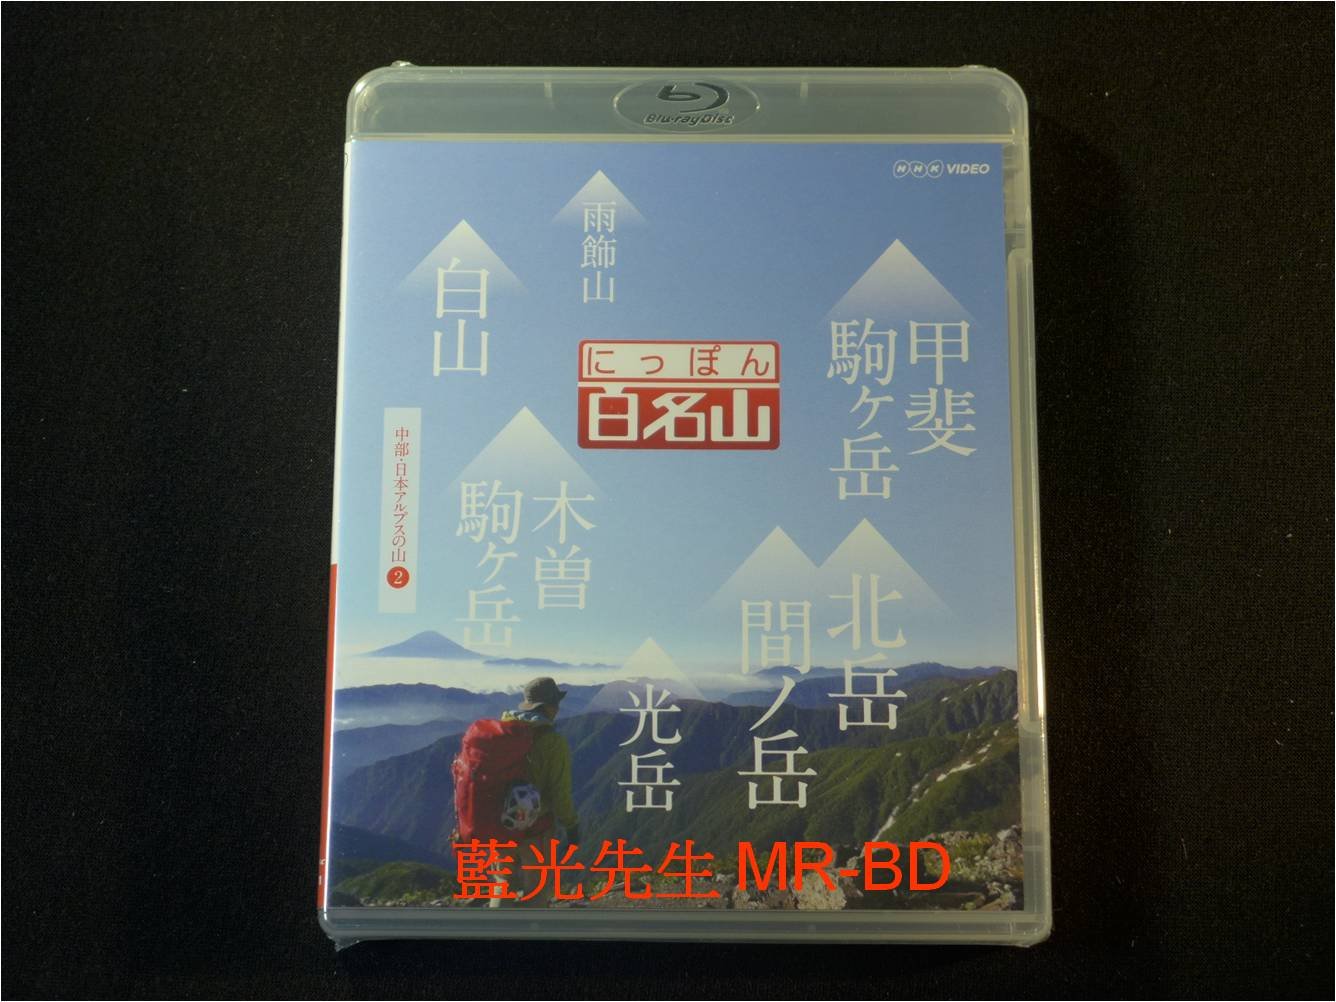 Blu-ray Disc
NHK VIDEO
雨飾山
白山
甲斐
駒ヶ岳
にっぽん
百名山
中部・日本アルプスの山 2
木曽
駒ヶ岳
北岳
間ノ岳
光岳
藍光先生 MR-BD